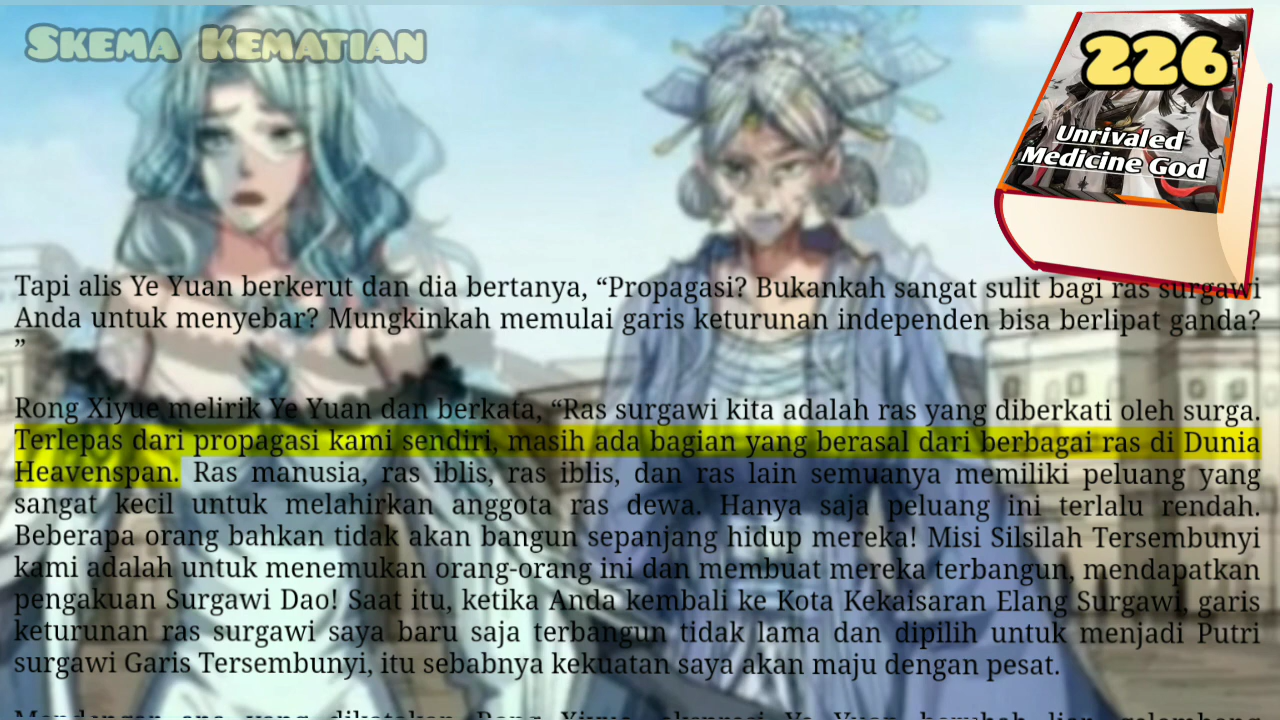 Skema Kematian
226
Unrivaled
Medicine God
Tapi alis Ye Yuan berkerut dan dia bertanya, “Propagasi? Bukankah sangat sulit bagi ras surgawi
Anda untuk menyebar? Mungkinkah memulai garis keturunan independen bisa berlipat ganda?
”
Rong Xiyue melirik Ye Yuan dan berkata, “Ras surgawi kita adalah ras yang diberkati oleh surga.
Terlepas dari propagasi kami sendiri, masih ada bagian yang berasal dari berbagai ras di Dunia
Heavenspan. Ras manusia, ras iblis, ras iblis, dan ras lain semuanya memiliki peluang yang
sangat kecil untuk melahirkan anggota ras dewa. Hanya saja peluang ini terlalu rendah.
Beberapa orang bahkan tidak akan bangun sepanjang hidup mereka! Misi Silsilah Tersembunyi
kami adalah untuk menemukan orang-orang ini dan membuat mereka terbangun, mendapatkan
pengakuan Surgawi Dao! Saat itu, ketika Anda kembali ke Kota Kekaisaran Elang Surgawi, garis
keturunan ras surgawi saya baru saja terbangun tidak lama dan dipilih untuk menjadi Putri
surgawi Garis Tersembunyi, itu sebabnya kekuatan saya akan maju dengan pesat.